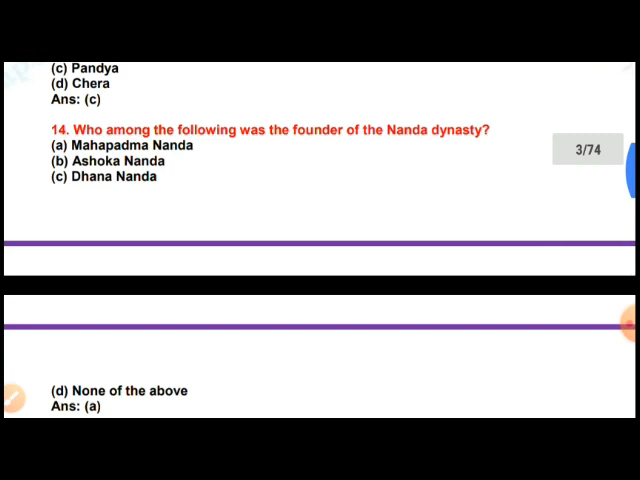 (c) Pandya
(d) Chera
Ans: (c)
14. Who among the following was the founder of the Nanda dynasty?
(a) Mahapadma Nanda
3/74
(b) Ashoka Nanda
(c) Dhana Nanda
(d) None of the above
Ans: (a)